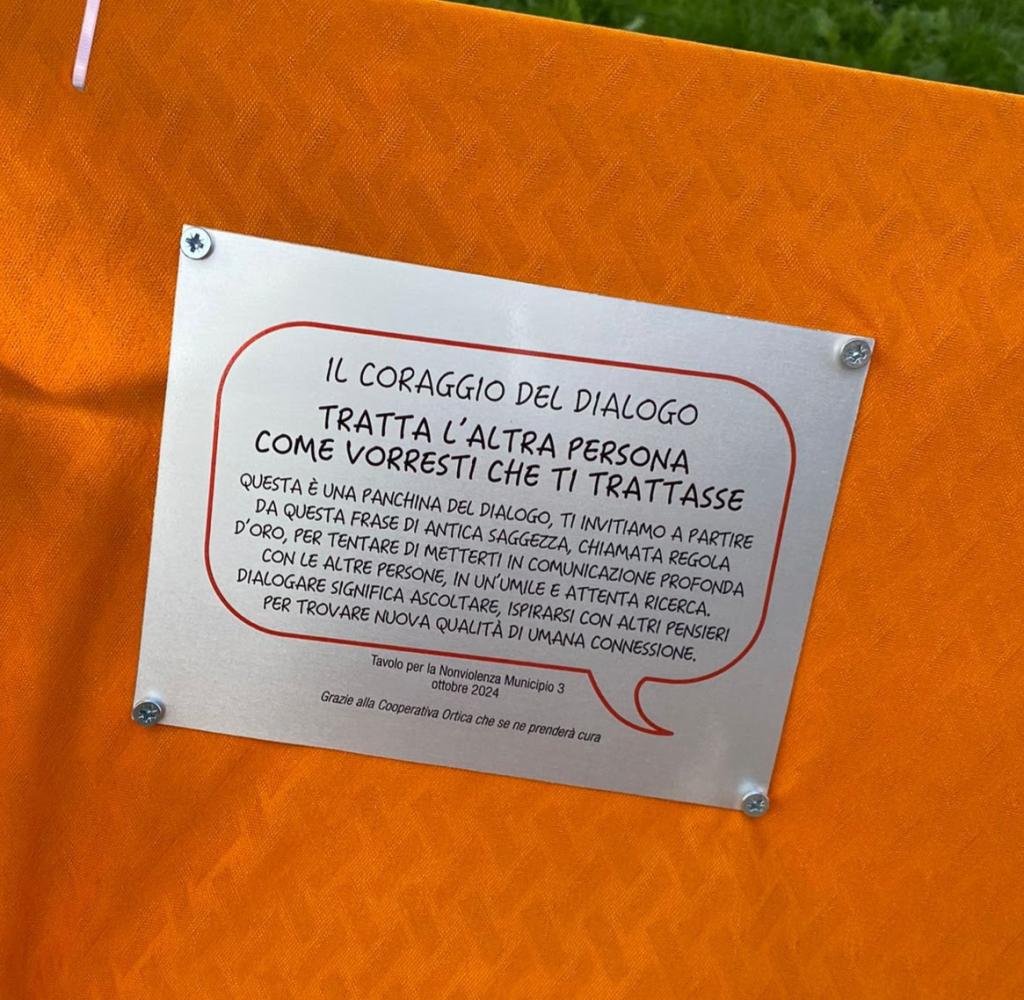 IL CORAGGIO DEL DIALOGO
TRATTA L'ALTRA PERSONA
COME VORRESTI CHE TI TRATTASSE
QUESTA È UNA PANCHINA DEL DIALOGO, TI INVITIAMO A PARTIRE
DA QUESTA FRASE DI ANTICA SAGGEZZA, CHIAMATA REGOLA
D'ORO, PER TENTARE DI METTERTI IN COMUNICAZIONE PROFONDA
CON LE ALTRE PERSONE, IN UN'UMILE E ATTENTA RICERCA.
DIALOGARE SIGNIFICA ASCOLTARE, ISPIRARSI CON ALTRI PENSIERI
PER TROVARE NUOVA QUALITÀ DI UMANA CONNESSIONE.
Tavolo per la Nonviolenza Municipio 3
ottobre 2024
Grazie alla Cooperativa Ortica che se ne prenderà cura